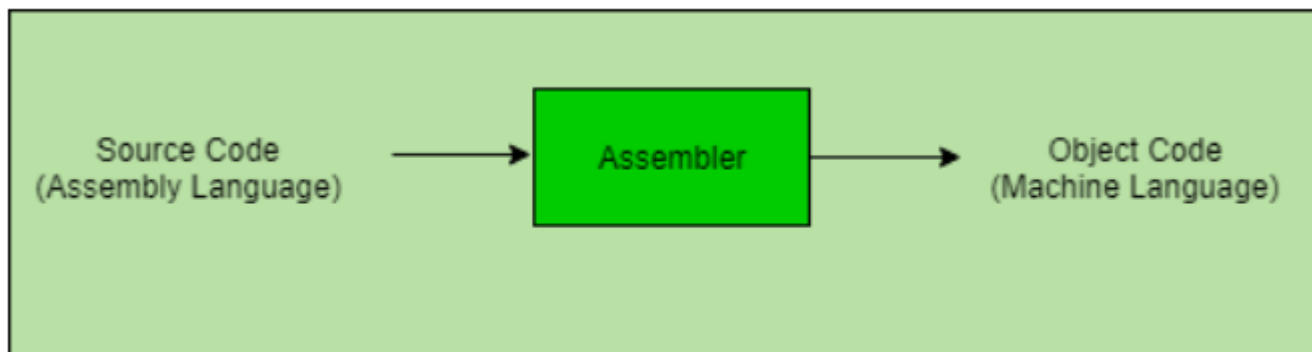 Source Code
(Assembly Language)
Assembler
Object Code
(Machine Language)